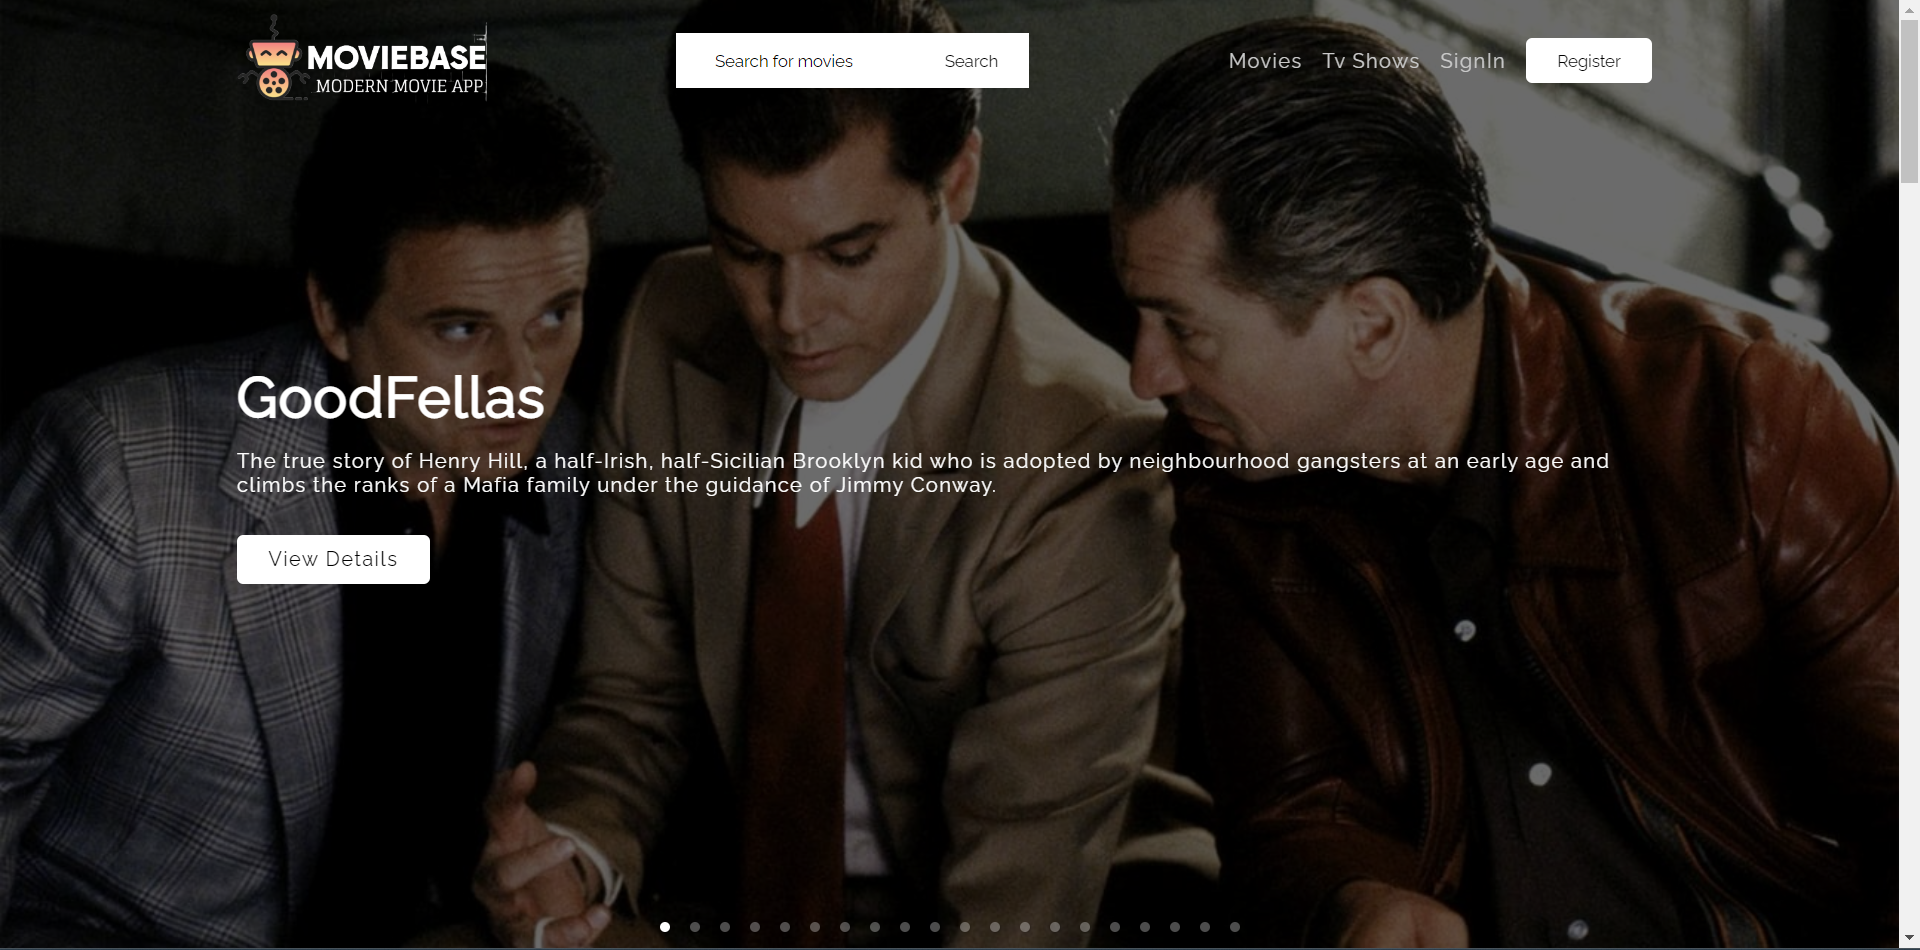 MOVIEBASE
MODERN MOVIE APP
Search for movies
Search
Movies
Tv Shows
SignIn
Register
GoodFellas
The true story of Henry Hill, a half-Irish, half-Sicilian Brooklyn kid who is adopted by neighbourhood gangsters at an early age and
climbs the ranks of a Mafia family under the guidance of Jimmy Conway.
View Details